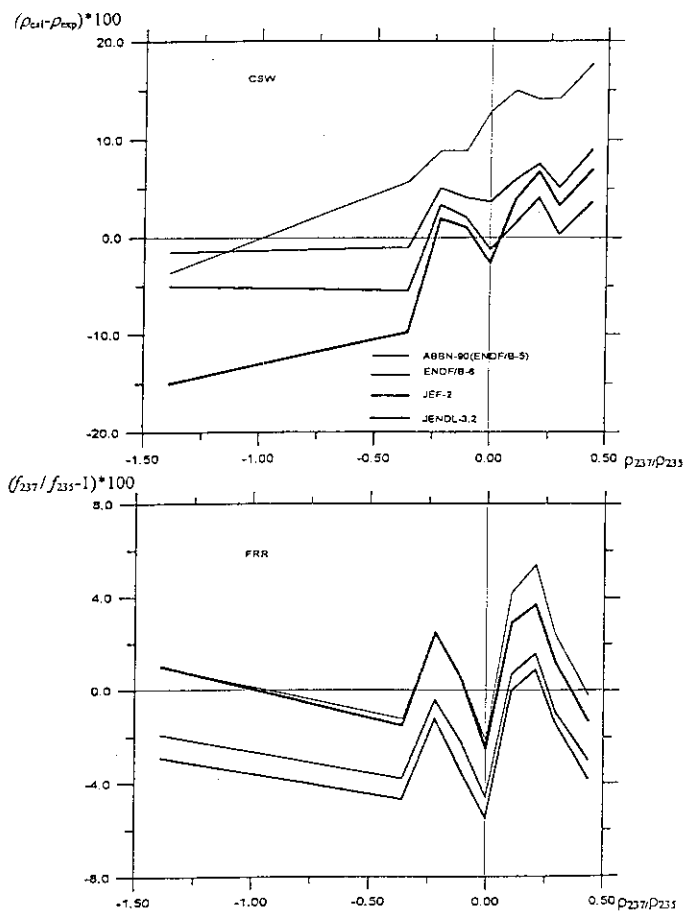 (ρcal-ρexp)*100
20.0
CSW
10.0
0.0
-10.0
ABBN-90(ENDF/B-5)
ENDF/B-6
JEF-2
JENDL-3.2
-20.0
-1.50 -1.00 -0.50 0.00 0.50 ρ237/ρ235
(f237/f235-1)*100
8.0
FRR
4.0
0.0
-4.0
-8.0
-1.50 -1.00 -0.50 0.00 0.50 ρ237/ρ235